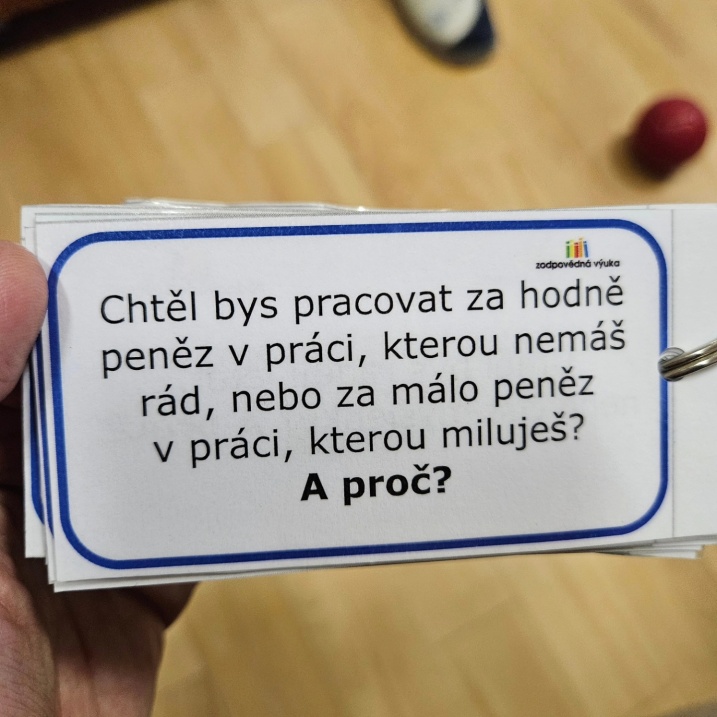 zodpovědná výuka
Chtěl bys pracovat za hodně
peněz v práci, kterou nemáš
rád, nebo za málo peněz
v práci, kterou miluješ?
A proč?